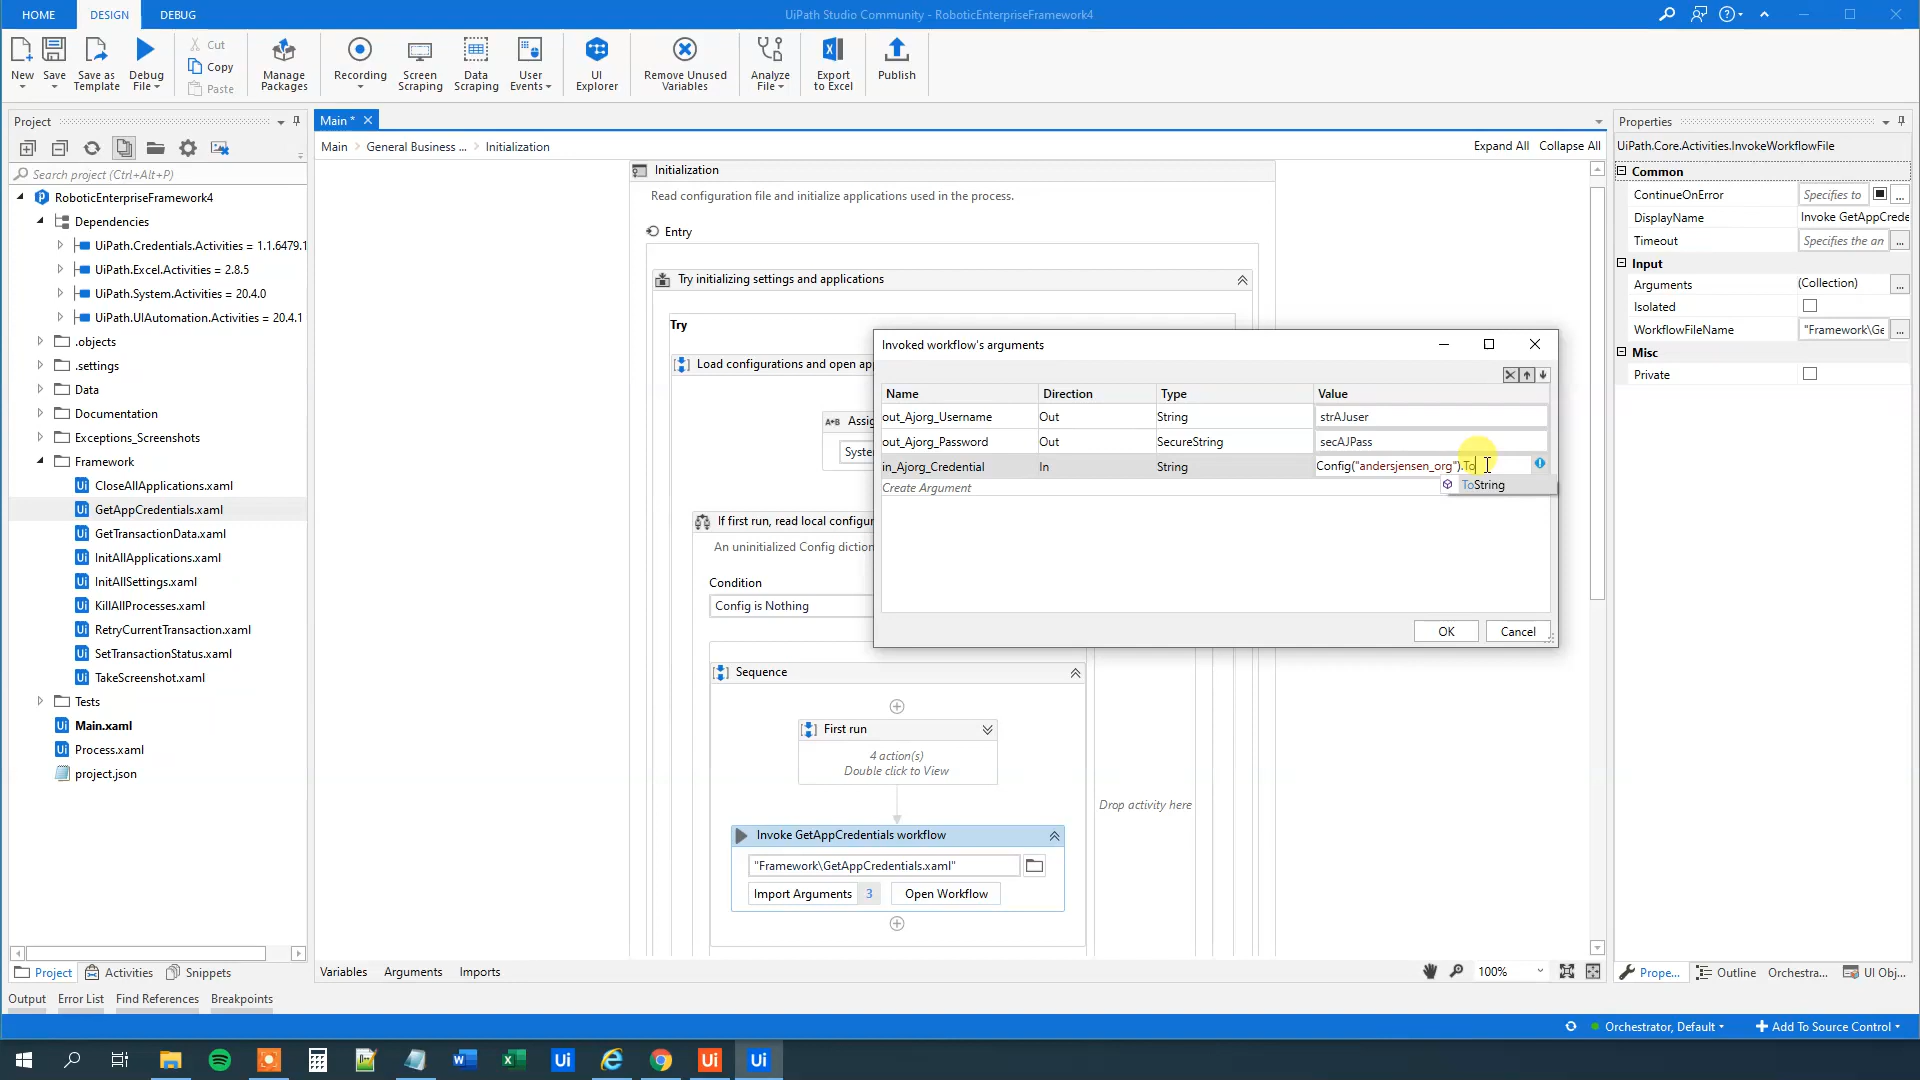 HOME DESIGN DEBUG UiPath Studio Community - RoboticEnterpriseFramework4
New Save Save as Template Debug File Cut Copy Paste Manage Packages Recording Screen Scraping Data Scraping User Events UI Explorer Remove Unused Variables Analyze File Export to Excel Publish
Project
Search project (Ctrl+Alt+P)
RoboticEnterpriseFramework4
Dependencies
UiPath.Credentials.Activities = 1.1.6479.1
UiPath.Excel.Activities = 2.8.5
UiPath.System.Activities = 20.4.0
UiPath.UIAutomation.Activities = 20.4.1
.objects
.settings
Data
Documentation
Exceptions_Screenshots
Framework
CloseAllApplications.xaml
GetAppCredentials.xaml
GetTransactionData.xaml
InitAllApplications.xaml
InitAllSettings.xaml
KillAllProcesses.xaml
RetryCurrentTransaction.xaml
SetTransactionStatus.xaml
TakeScreenshot.xaml
Tests
Main.xaml
Process.xaml
project.json
Project Activities Snippets
Main *
Main > General Business ... > Initialization
Expand All Collapse All
Initialization
Read configuration file and initialize applications used in the process.
Entry
Try initializing settings and applications
Try
Load configurations and open app
A+B Assig
Syste
If first run, read local configur
An uninitialized Config diction
Condition
Config is Nothing
Sequence
First run
4 action(s)
Double click to View
Drop activity here
Invoke GetAppCredentials workflow
"Framework\GetAppCredentials.xaml"
Import Arguments 3 Open Workflow
Invoked workflow's arguments
Name Direction Type Value
out_Ajorg_Username Out String strAJuser
out_Ajorg_Password Out SecureString secAJPass
in_Ajorg_Credential In String Config("andersjensen_org").To
Create Argument
ToString
OK Cancel
Variables Arguments Imports 100%
Properties
UiPath.Core.Activities.InvokeWorkflowFile
Common
ContinueOnError Specifies to ...
DisplayName Invoke GetAppCrede
Timeout Specifies the an ...
Input
Arguments (Collection) ...
Isolated
WorkflowFileName "Framework\Ge ...
Misc
Private
Prope... Outline Orchestra... UI Obj...
Output Error List Find References Breakpoints
Orchestrator, Default Add To Source Control
Ui Ui Ui